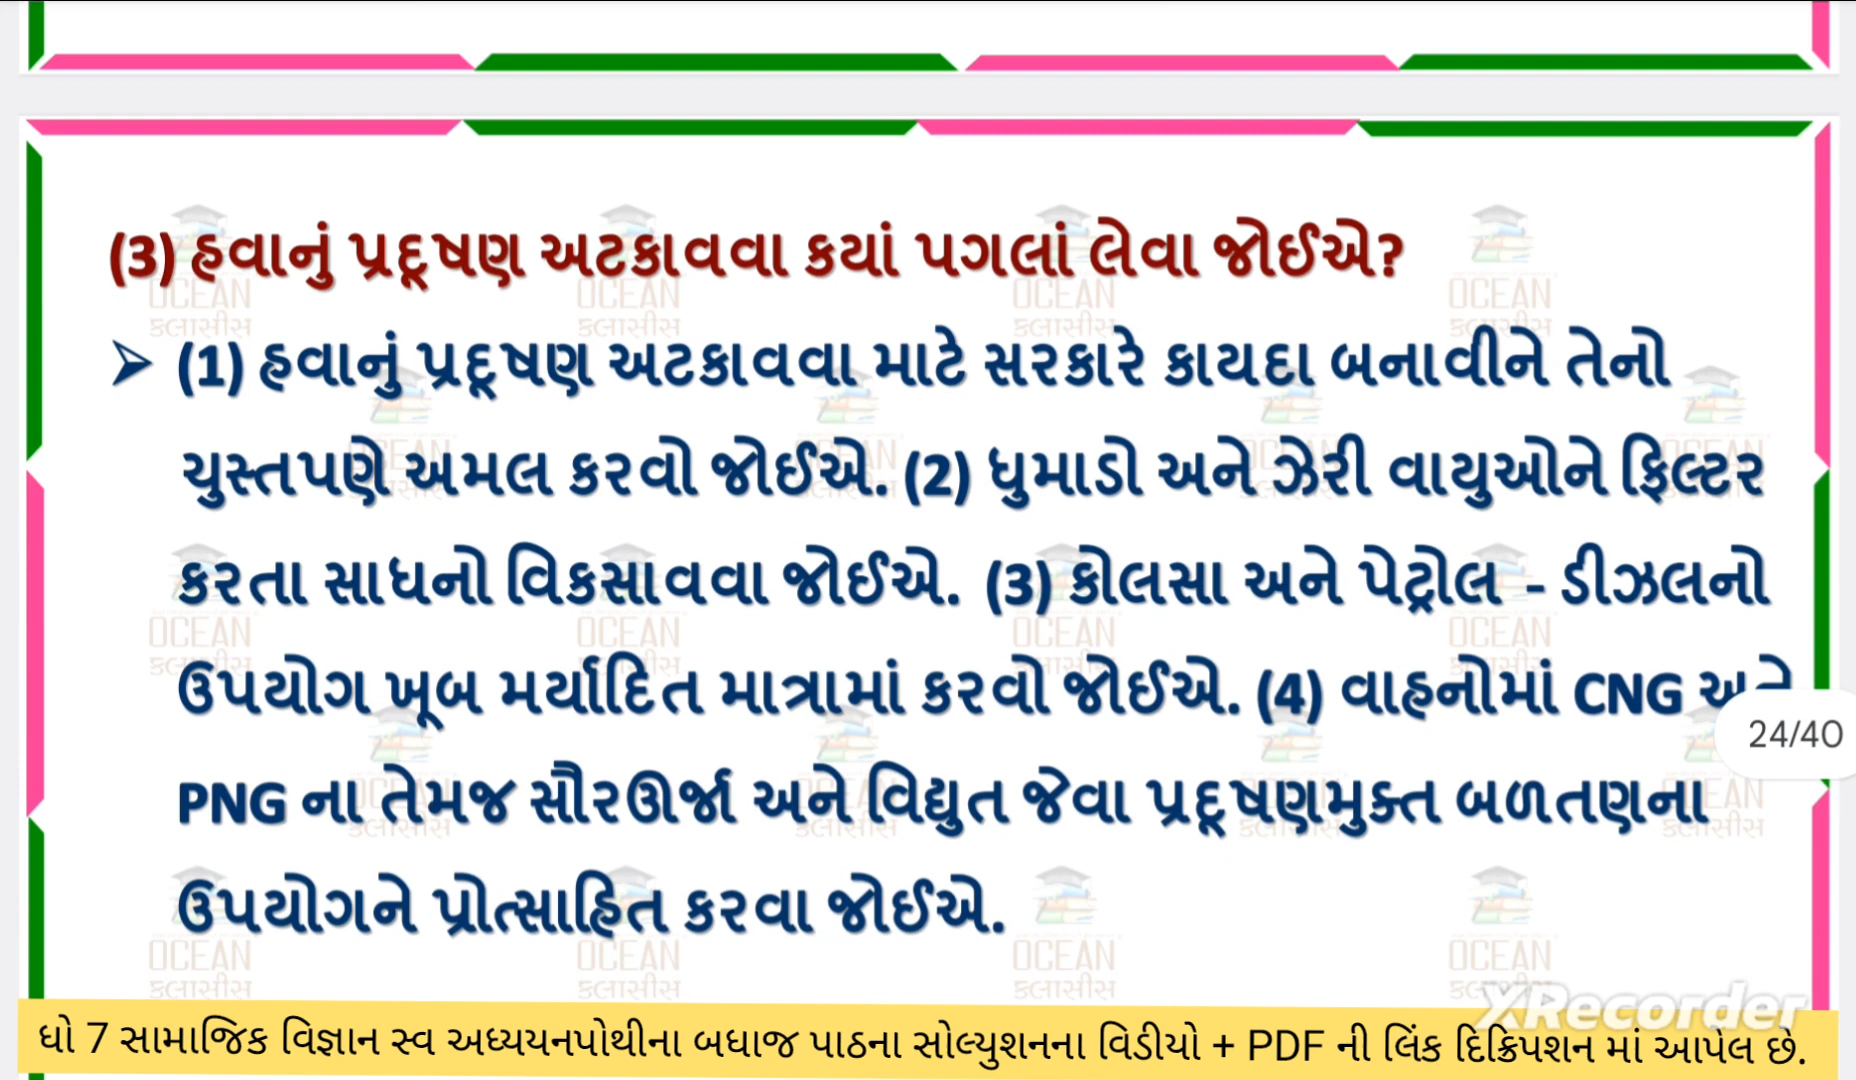 (3) હવાનું પ્રદૂષણ અટકાવવા કયાં પગલાં લેવા જોઈએ?
➢ (1) હવાનું પ્રદૂષણ અટકાવવા માટે સરકારે કાયદા બનાવીને તેનો
ચુસ્તપણે અમલ કરવો જોઈએ. (2) ધુમાડો અને ઝેરી વાયુઓને ફિલ્ટર
કરતા સાધનો વિકસાવવા જોઈએ. (3) કોલસા અને પેટ્રોલ - ડીઝલનો
ઉપયોગ ખૂબ મર્યાદિત માત્રામાં કરવો જોઈએ. (4) વાહનોમાં CNG અને
24/40
PNG ના તેમજ સૌરઊર્જા અને વિદ્યુત જેવા પ્રદૂષણમુક્ત બળતણના
ઉપયોગને પ્રોત્સાહિત કરવા જોઈએ.
OCEAN
ક્લાસીસ
XRecorder
ધો 7 સામાજિક વિજ્ઞાન સ્વ અધ્યયનપોથીના બધાજ પાઠના સોલ્યુશનના વિડીયો + PDF ની લિંક દિક્રિપશન માં આપેલ છે.